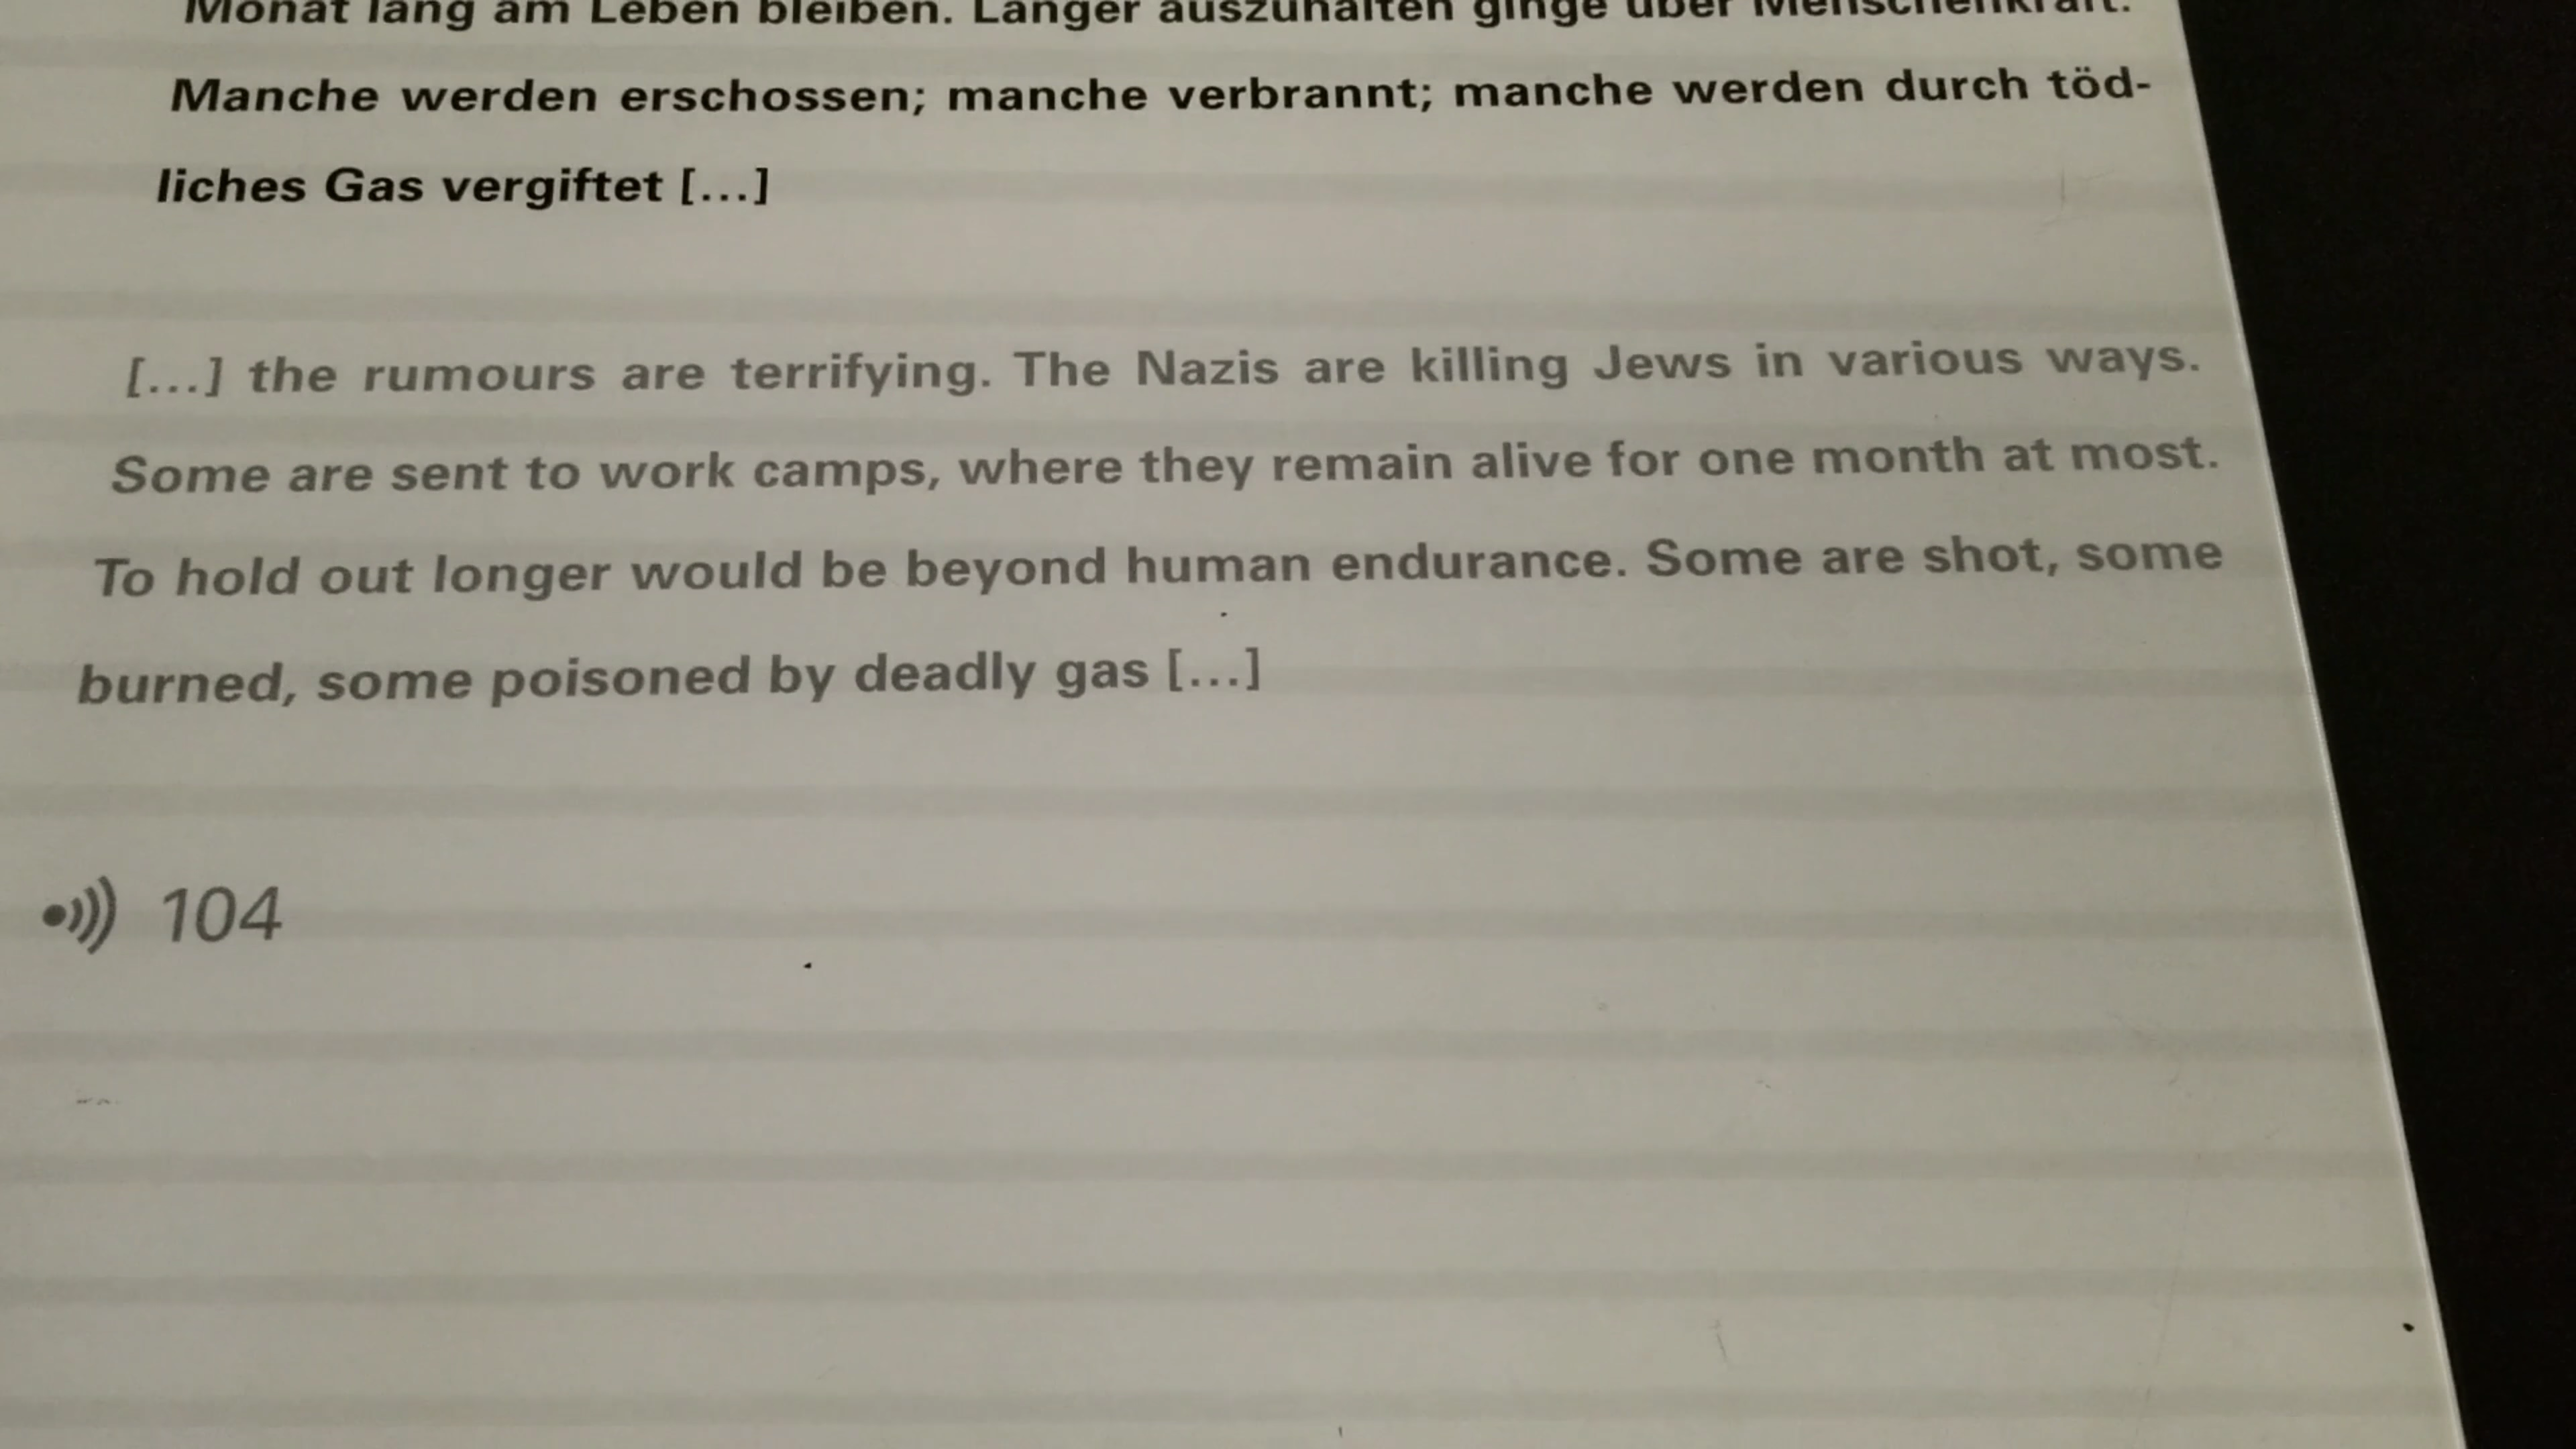 Monat lang am Leben bleiben. Länger auszuhalten ginge über Menschenkraft.
Manche werden erschossen; manche verbrannt; manche werden durch töd-
liches Gas vergiftet [...]
[...] the rumours are terrifying. The Nazis are killing Jews in various ways.
Some are sent to work camps, where they remain alive for one month at most.
To hold out longer would be beyond human endurance. Some are shot, some
burned, some poisoned by deadly gas [...]
104